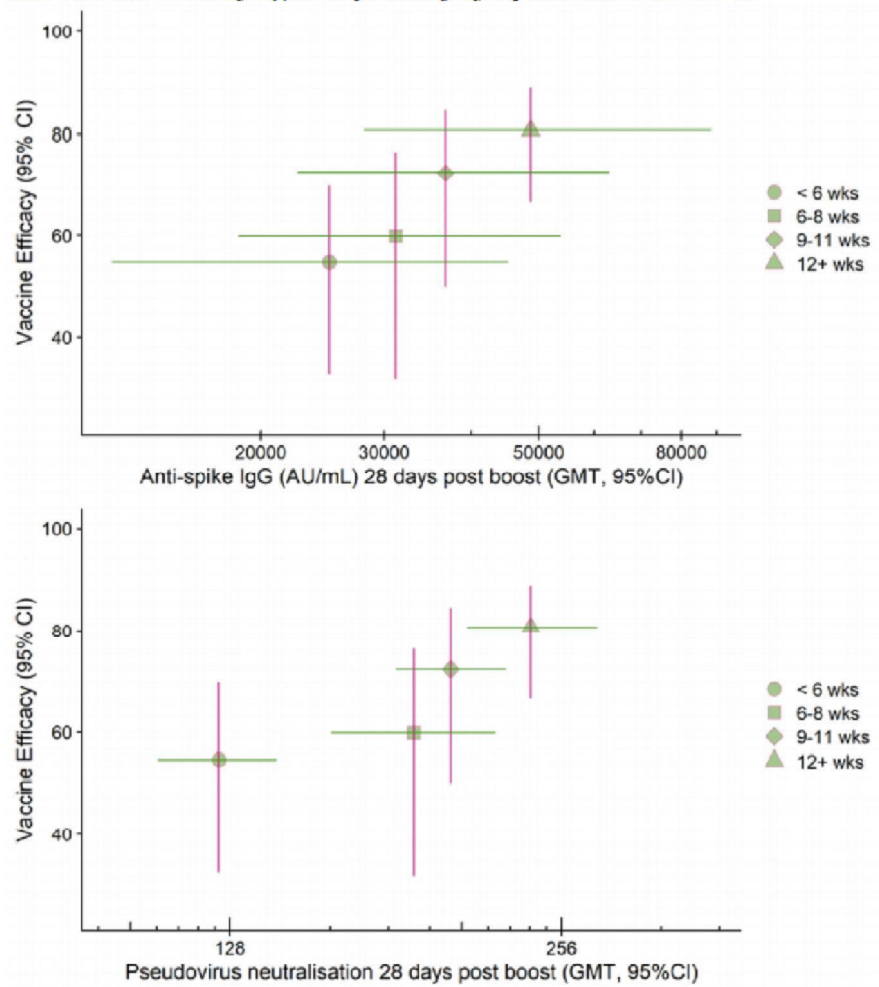 100
80
60
40
Vaccine Efficacy (95% CI)
< 6 wks
6-8 wks
9-11 wks
12+ wks
20000 30000 50000 80000
Anti-spike IgG (AU/mL) 28 days post boost (GMT, 95%CI)
100
80
60
40
Vaccine Efficacy (95% CI)
< 6 wks
6-8 wks
9-11 wks
12+ wks
128 256
Pseudovirus neutralisation 28 days post boost (GMT, 95%CI)